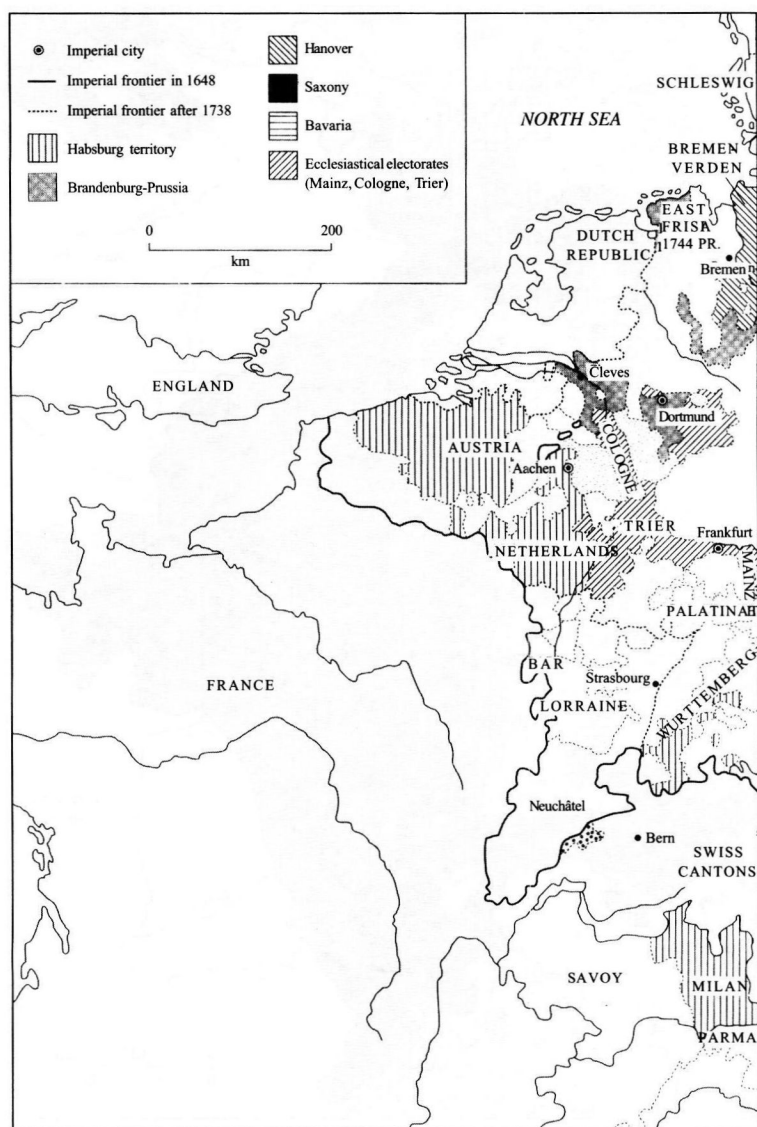 Imperial city
Imperial frontier in 1648
Imperial frontier after 1738
Habsburg territory
Brandenburg-Prussia
Hanover
Saxony
Bavaria
Ecclesiastical electorates
(Mainz, Cologne, Trier)
0 200
km
NORTH SEA
SCHLESWIG
BREMEN
VERDEN
EAST
FRISA
1744 PR.
DUTCH
REPUBLIC
Bremen
ENGLAND
Cleves
Dortmund
COLOGNE
AUSTRIA
Aachen
TRIER
Frankfurt
NETHERLANDS
MAINZ
PALATINATE
BAR
Strasbourg
WURTTEMBERG
FRANCE
LORRAINE
Neuchâtel
Bern
SWISS
CANTONS
SAVOY
MILAN
PARMA